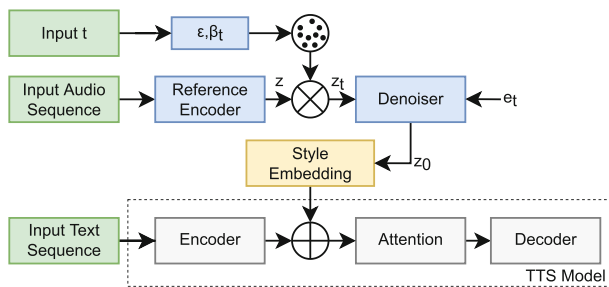 Input t
ε,βt
Input Audio
Sequence
Reference
Encoder
z
zt
Denoiser
et
z0
Style
Embedding
Input Text
Sequence
Encoder
Attention
Decoder
TTS Model